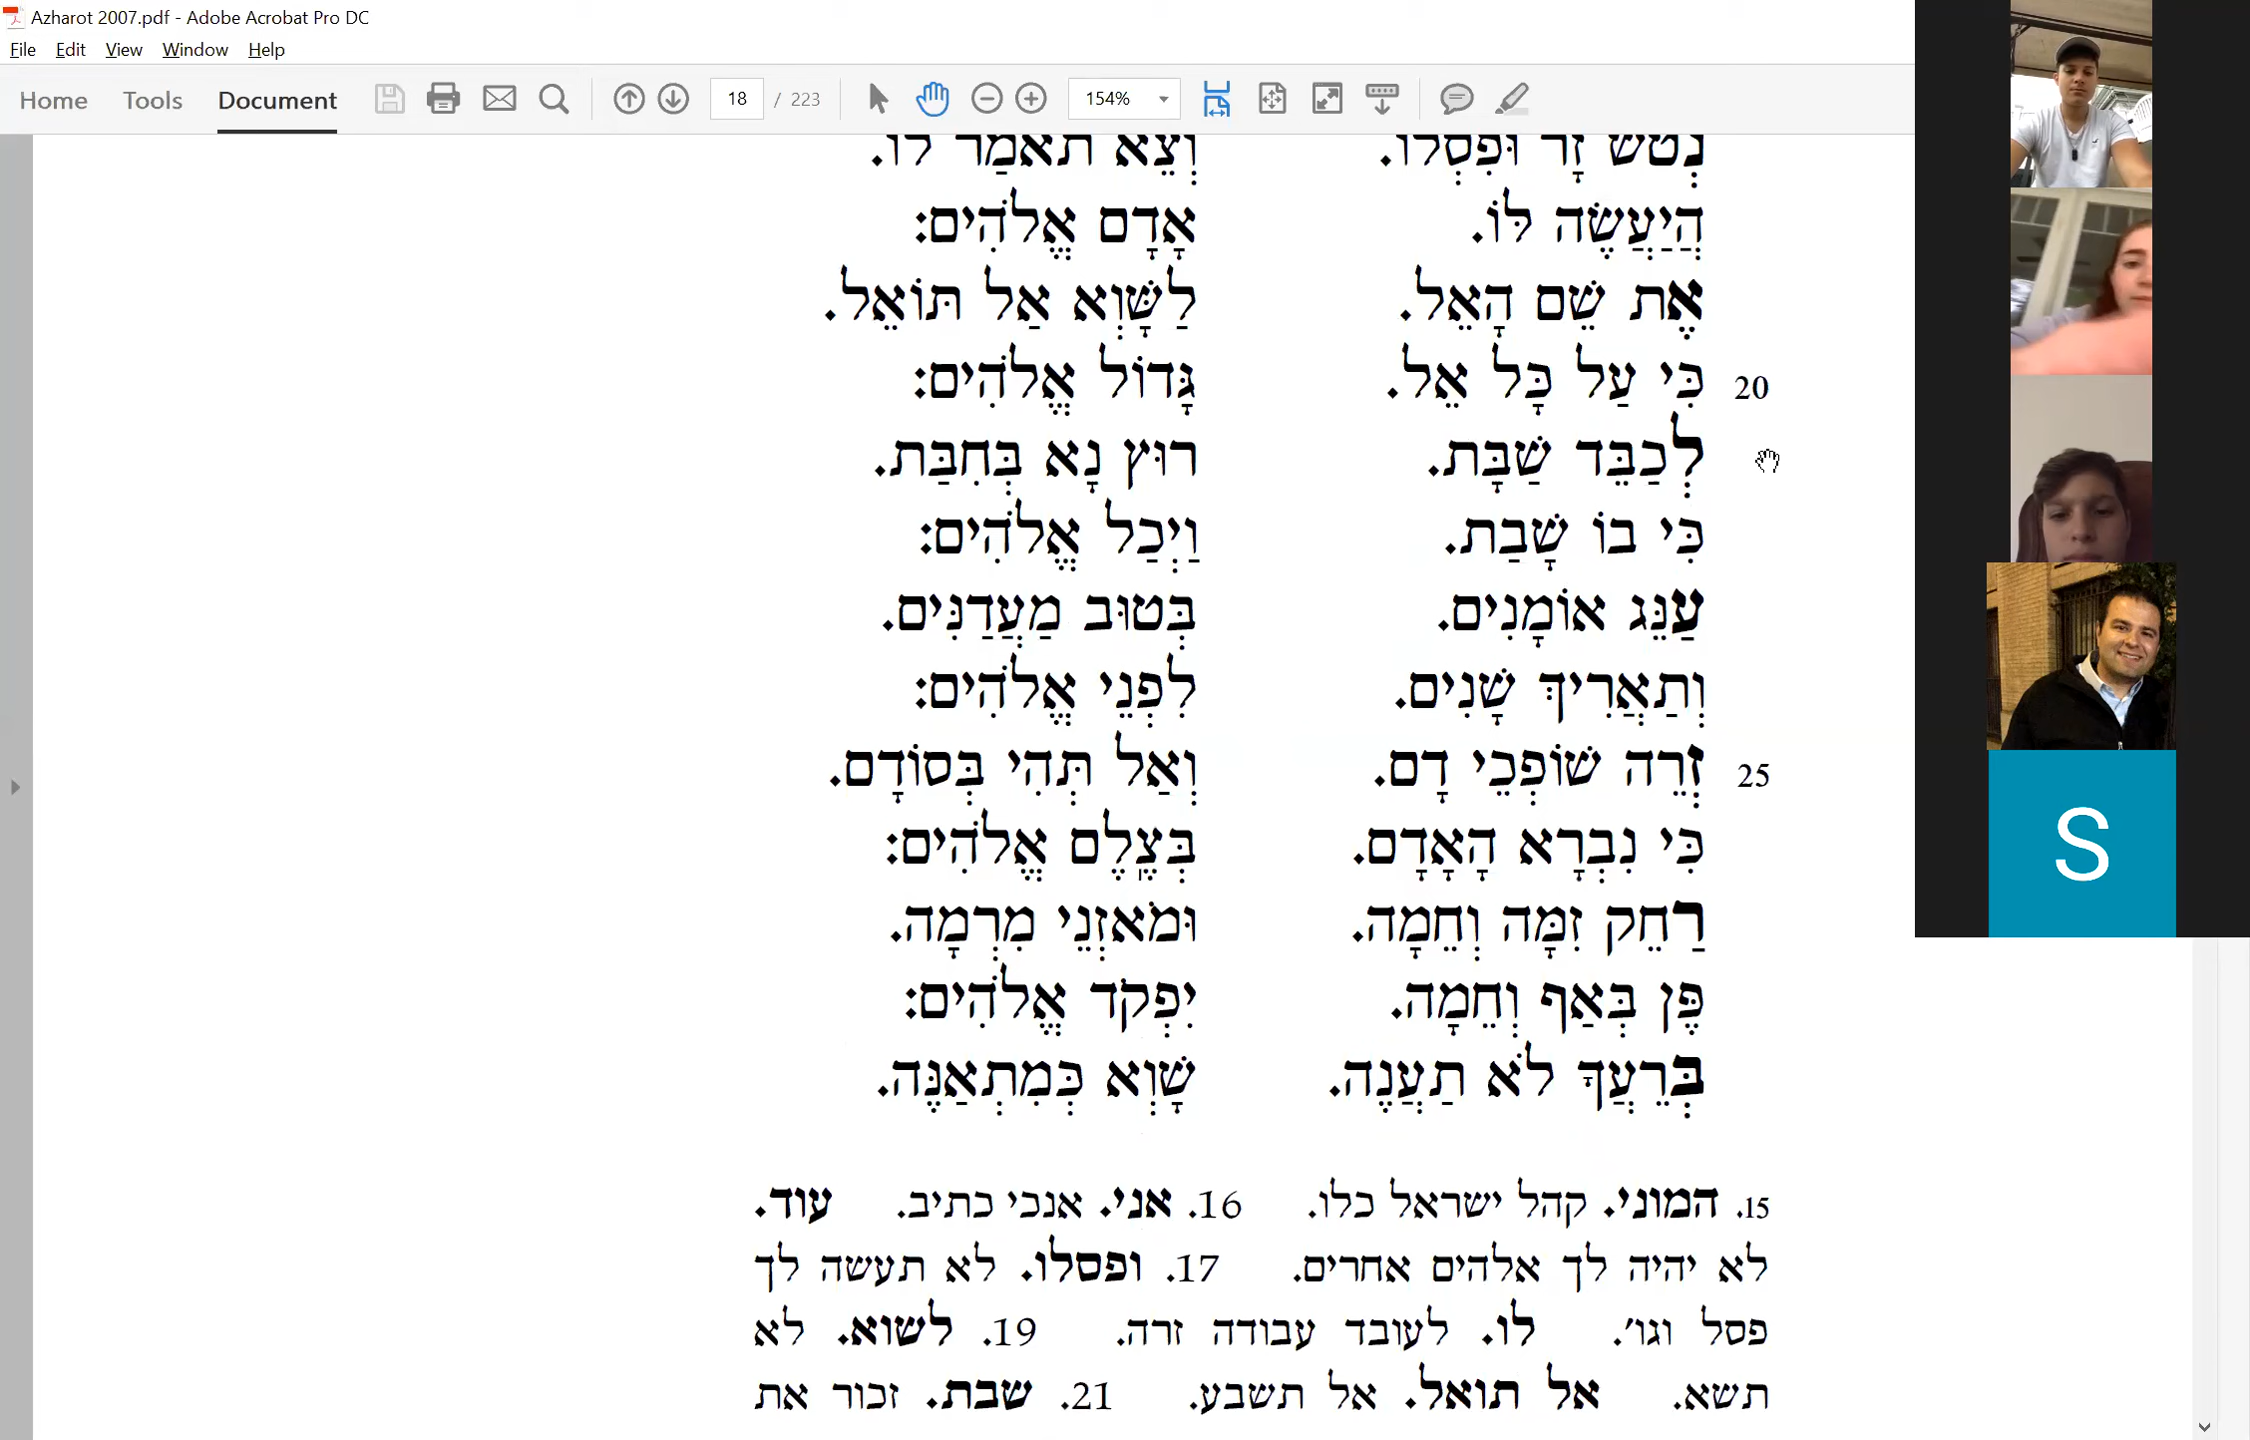 Azharot 2007.pdf - Adobe Acrobat Pro DC
File Edit View Window Help
Home Tools Document 18 / 223 154%
נְטֹשׁ זָר וּפִסְלוֹ. וְצֵא תֹּאמַר לוֹ.
הֲיַעֲשֶׂה לּוֹ. אָדָם אֱלֹהִים:
אֶת שֵׁם הָאֵל. לַשָּׁוְא אַל תּוֹאֵל.
20 כִּי עַל כָּל אֵל. גָּדוֹל אֱלֹהִים:
לְכַבֵּד שַׁבָּת. רוּץ נָא בְּחִבַּת.
כִּי בוֹ שָׁבַת. וַיְכַל אֱלֹהִים:
עַנֵּג אוֹמָנִים. בְּטוּב מַעֲדַנִּים.
וְתַאֲרִיךְ שָׁנִים. לִפְנֵי אֱלֹהִים:
25 זְרֵה שׁוֹפְכֵי דָם. וְאַל תְּהִי בְּסוֹדָם.
כִּי נִבְרָא הָאָדָם. בְּצֶלֶם אֱלֹהִים:
רַחֵק זִמָּה וְחֵמָה. וּמֹאזְנֵי מִרְמָה.
פֶּן בְּאַף וְחֵמָה. יִפְקֹד אֱלֹהִים:
בְּרֵעֲךָ לֹא תַעֲנֶה. שָׁוְא כְּמִתְאַנֶּה.
15. המוני. קהל ישראל כלו. 16. אני. אנכי כתיב. עוד.
לא יהיה לך אלהים אחרים. 17. ופסלו. לא תעשה לך
פסל וגו׳. לו. לעובד עבודה זרה. 19. לשוא. לא
תשא. אל תואל. אל תשבע. 21. שבת. זכור את
S